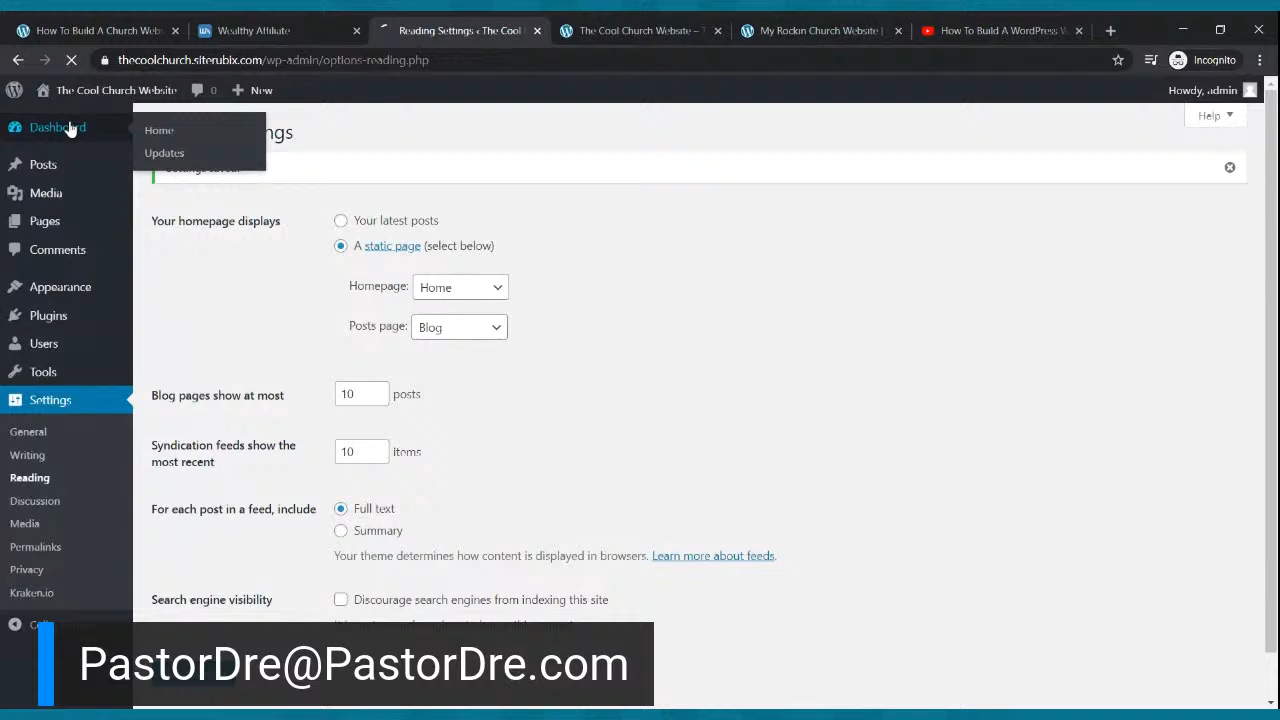 How To Build A Church Webs
Wealthy Affiliate
Reading Settings ‹ The Cool
The Cool Church Website – T
My Rockin Church Website |
How To Build A WordPress W
thecoolchurch.siterubix.com/wp-admin/options-reading.php
Incognito
The Cool Church Website
0
New
Howdy, admin
Dashboard
Home
Updates
Help
Posts
Media
Pages
Comments
Appearance
Plugins
Users
Tools
Settings
General
Writing
Reading
Discussion
Media
Permalinks
Privacy
Kraken.io
Your homepage displays
Your latest posts
A static page (select below)
Homepage: Home
Posts page: Blog
Blog pages show at most
10 posts
Syndication feeds show the
most recent
10 items
For each post in a feed, include
Full text
Summary
Your theme determines how content is displayed in browsers. Learn more about feeds.
Search engine visibility
Discourage search engines from indexing this site
PastorDre@PastorDre.com